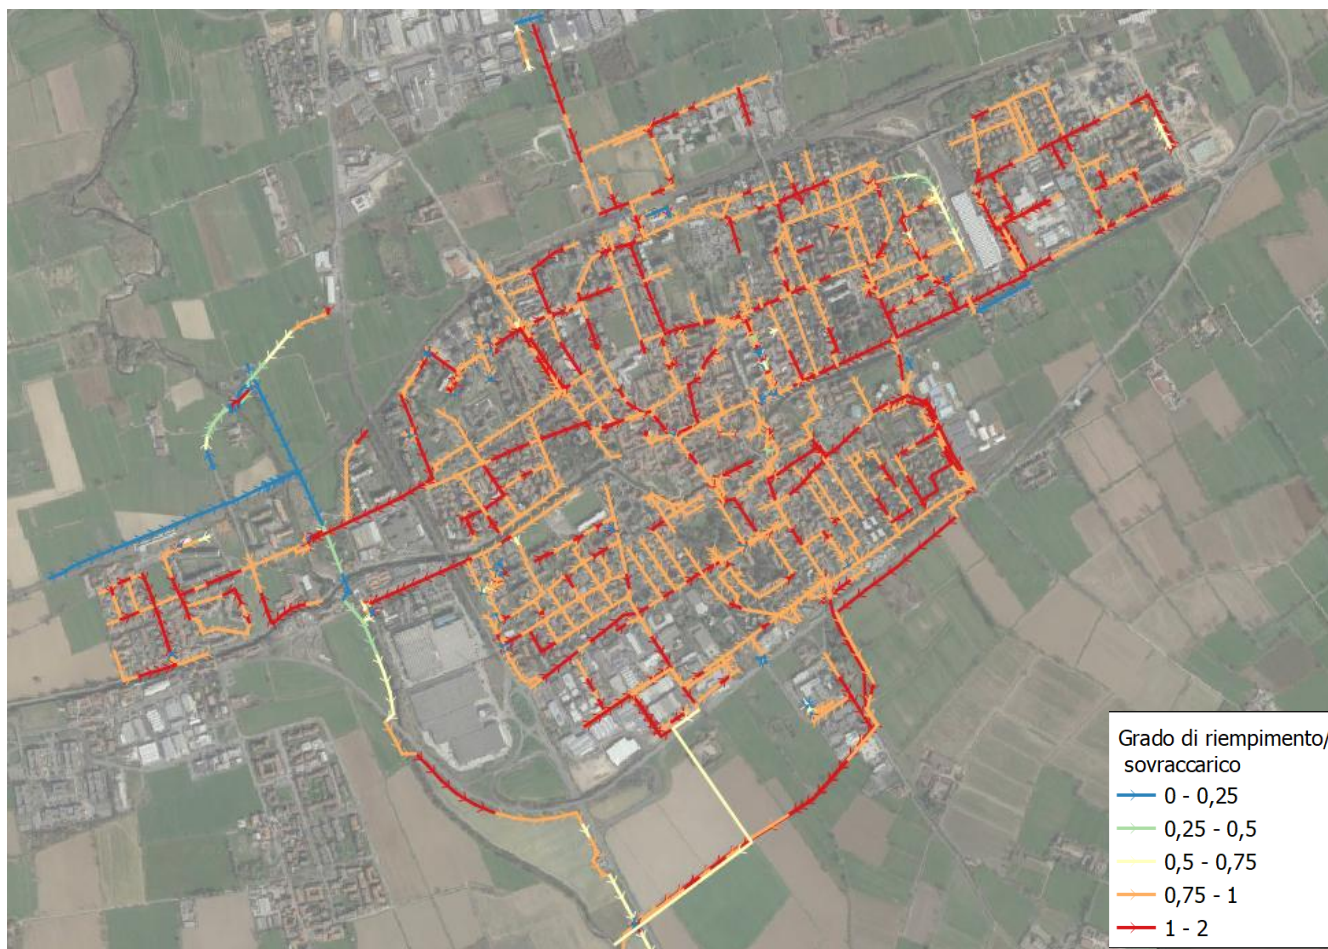 Grado di riempimento/
sovraccarico
0 - 0,25
0,25 - 0,5
0,5 - 0,75
0,75 - 1
1 - 2